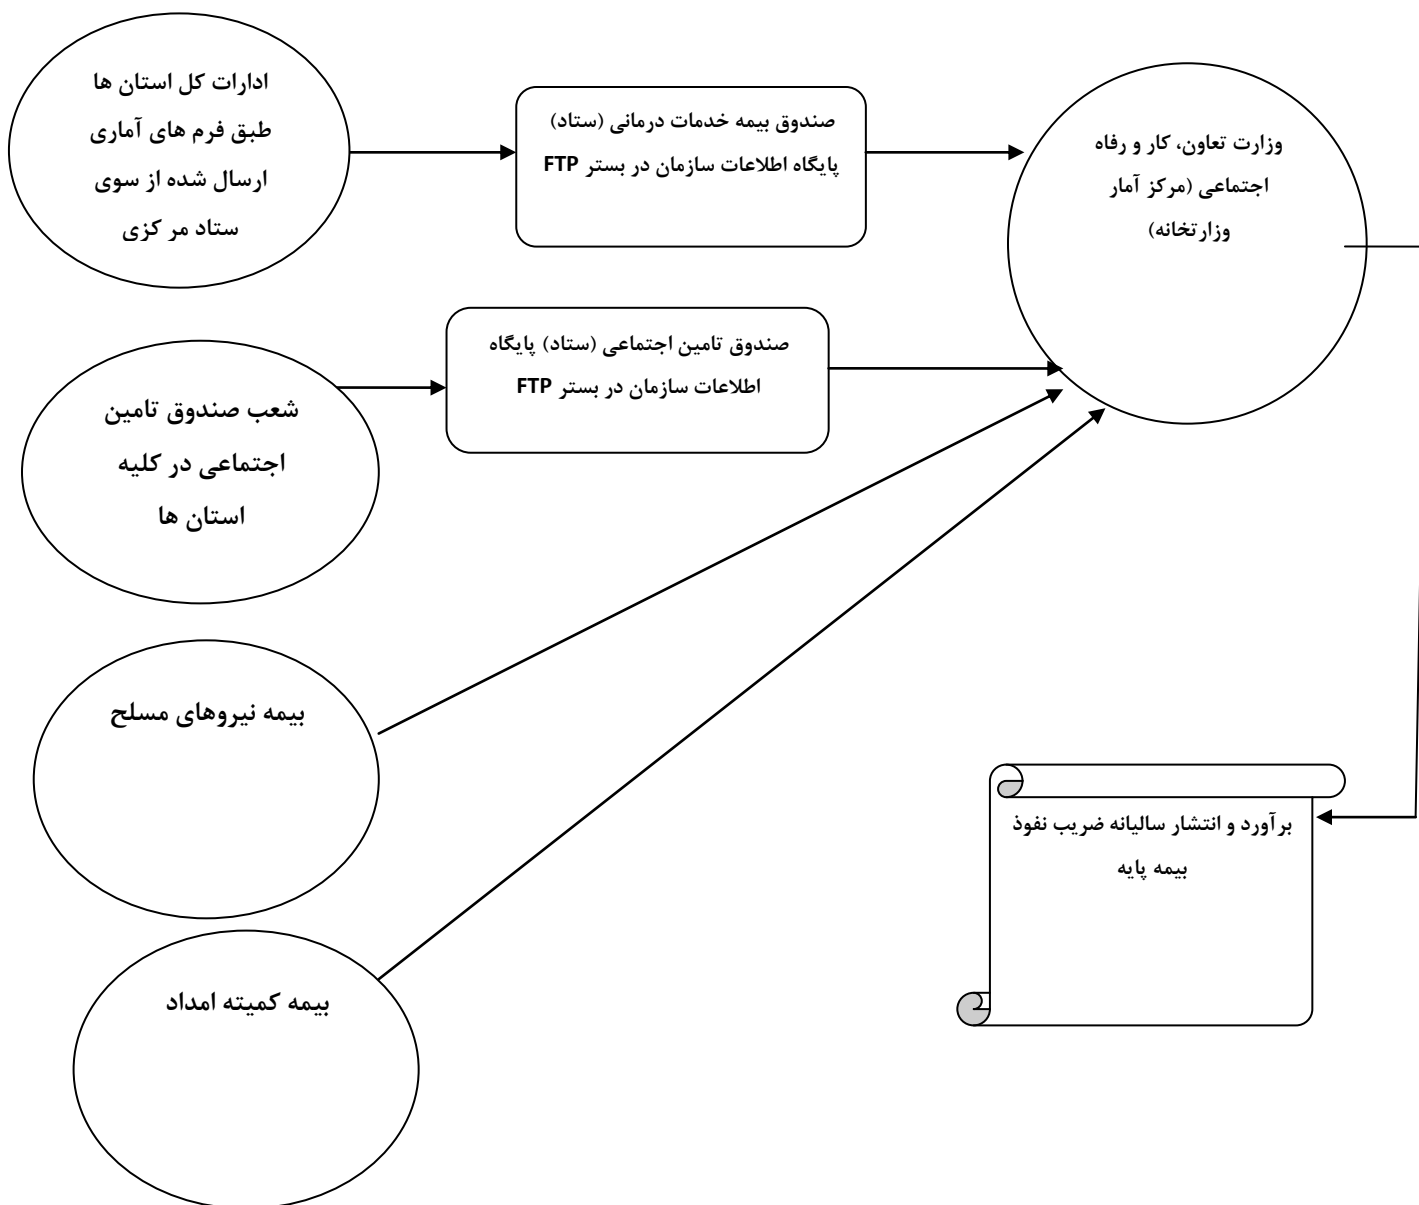 ادارات کل استان ها
طبق فرم های آماری
ارسال شده از سوی
ستاد مر کزی
صندوق بیمه خدمات درمانی (ستاد)
پایگاه اطلاعات سازمان در بستر FTP
وزارت تعاون، کار و رفاه
اجتماعی (مرکز آمار
وزارتخانه)
شعب صندوق تامین
اجتماعی در کلیه
استان ها
صندوق تامین اجتماعی (ستاد) پایگاه
اطلاعات سازمان در بستر FTP
بیمه نیروهای مسلح
بیمه کمیته امداد
برآورد و انتشار سالیانه ضریب نفوذ
بیمه پایه